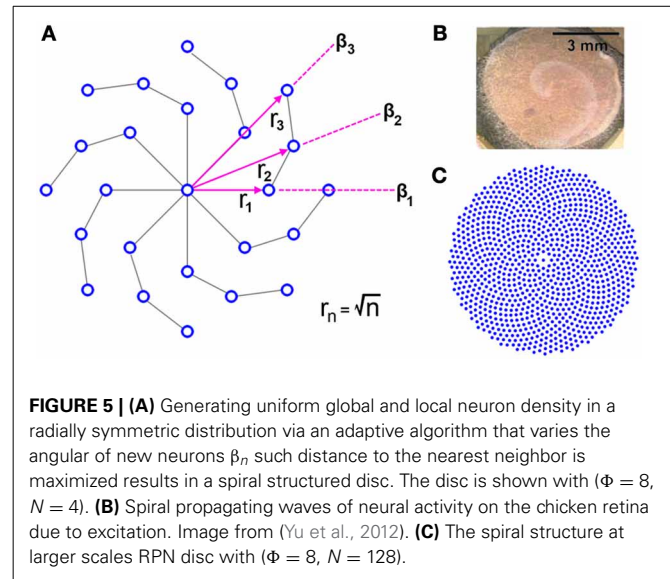 A
β3
β2
β1
r3
r2
r1
rn = √n
B
3 mm
C
FIGURE 5 | (A) Generating uniform global and local neuron density in a
radially symmetric distribution via an adaptive algorithm that varies the
angular of new neurons βn such distance to the nearest neighbor is
maximized results in a spiral structured disc. The disc is shown with (Φ = 8,
N = 4). (B) Spiral propagating waves of neural activity on the chicken retina
due to excitation. Image from (Yu et al., 2012). (C) The spiral structure at
larger scales RPN disc with (Φ = 8, N = 128).